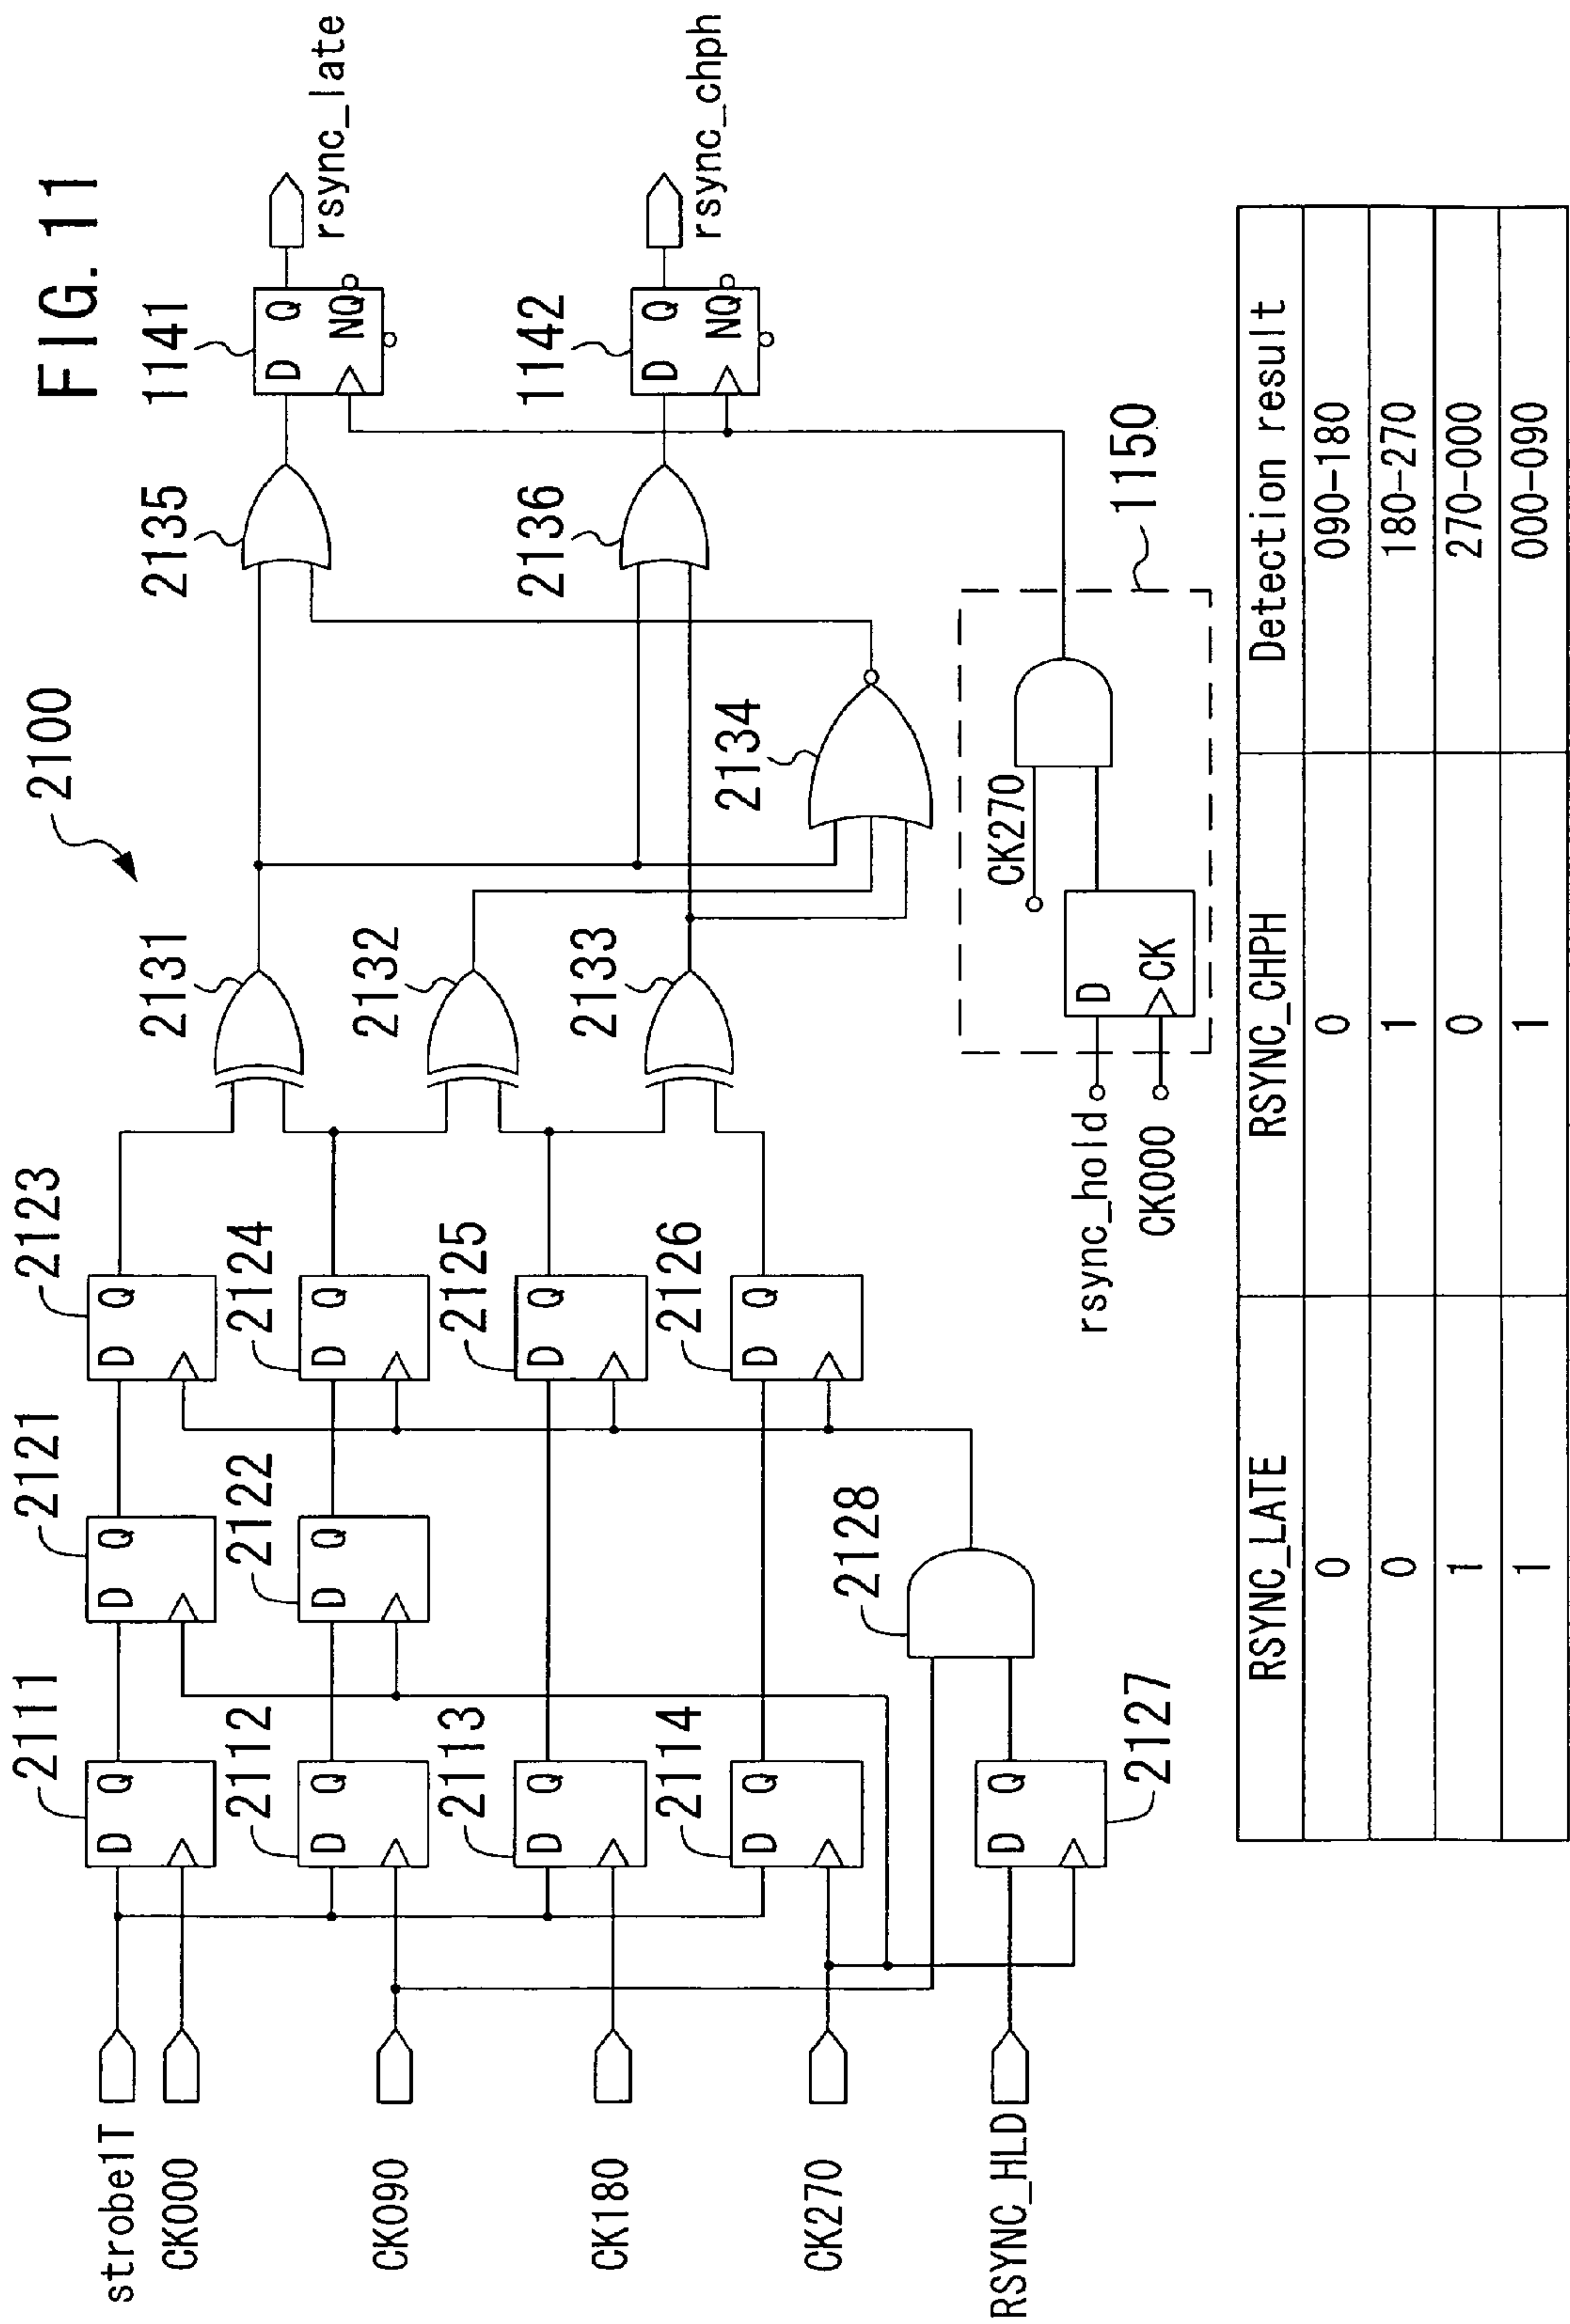 FIG. 11
2100
strobe1T
CK000
CK090
CK180
CK270
RSYNC_HLD
2111
D Q
2112
D Q
2113
D Q
2114
D Q
2127
D Q
2121
D Q
2122
D Q
2128
2123
D Q
2124
D Q
2125
D Q
2126
D Q
2131
2132
2133
2134
2135
2136
1141
D Q
NQ
rsync_late
1142
D Q
NQ
rsync_chph
1150
rsync_hold
CK000
D
CK
CK270
RSYNC_LATE RSYNC_CHPH Detection result
0 0 090-180
0 1 180-270
1 0 270-000
1 1 000-090